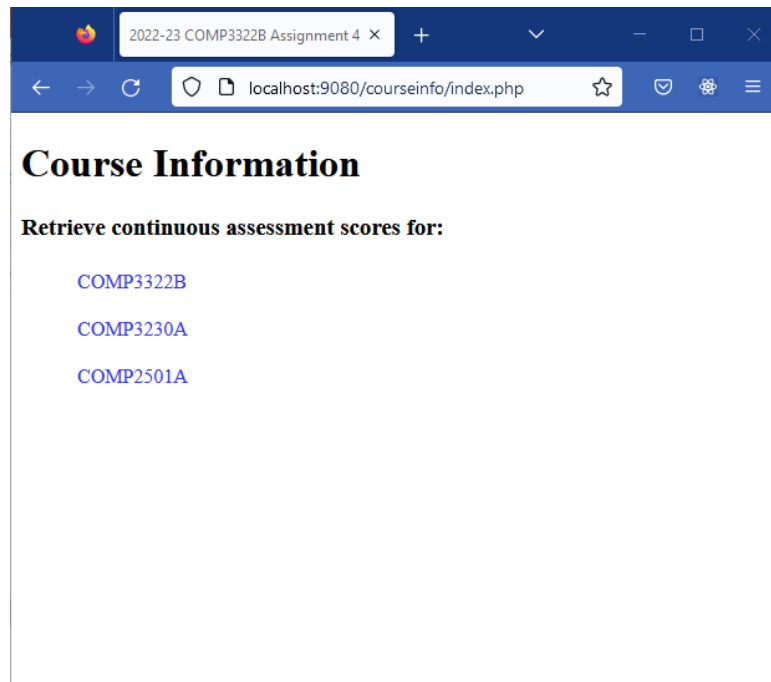 2022-23 COMP3322B Assignment 4
localhost:9080/courseinfo/index.php
Course Information
Retrieve continuous assessment scores for:
COMP3322B
COMP3230A
COMP2501A